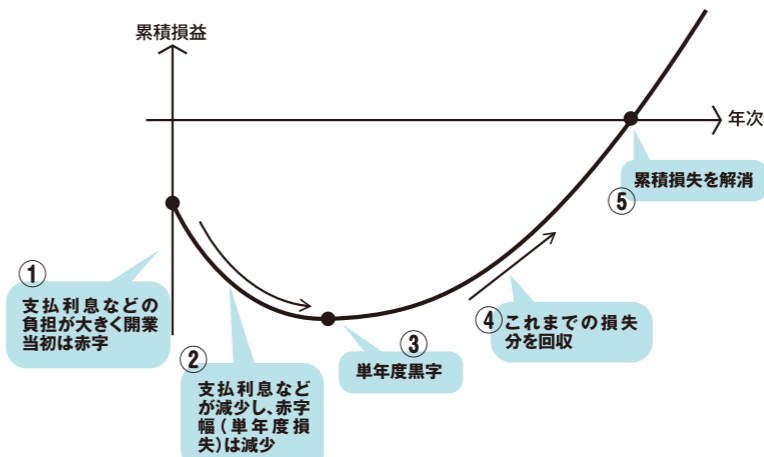 累積損益
年次
①
支払利息などの
負担が大きく開業
当初は赤字
②
支払利息など
が減少し、赤字
幅(単年度損
失)は減少
③
単年度黒字
④
これまでの損失
分を回収
⑤
累積損失を解消